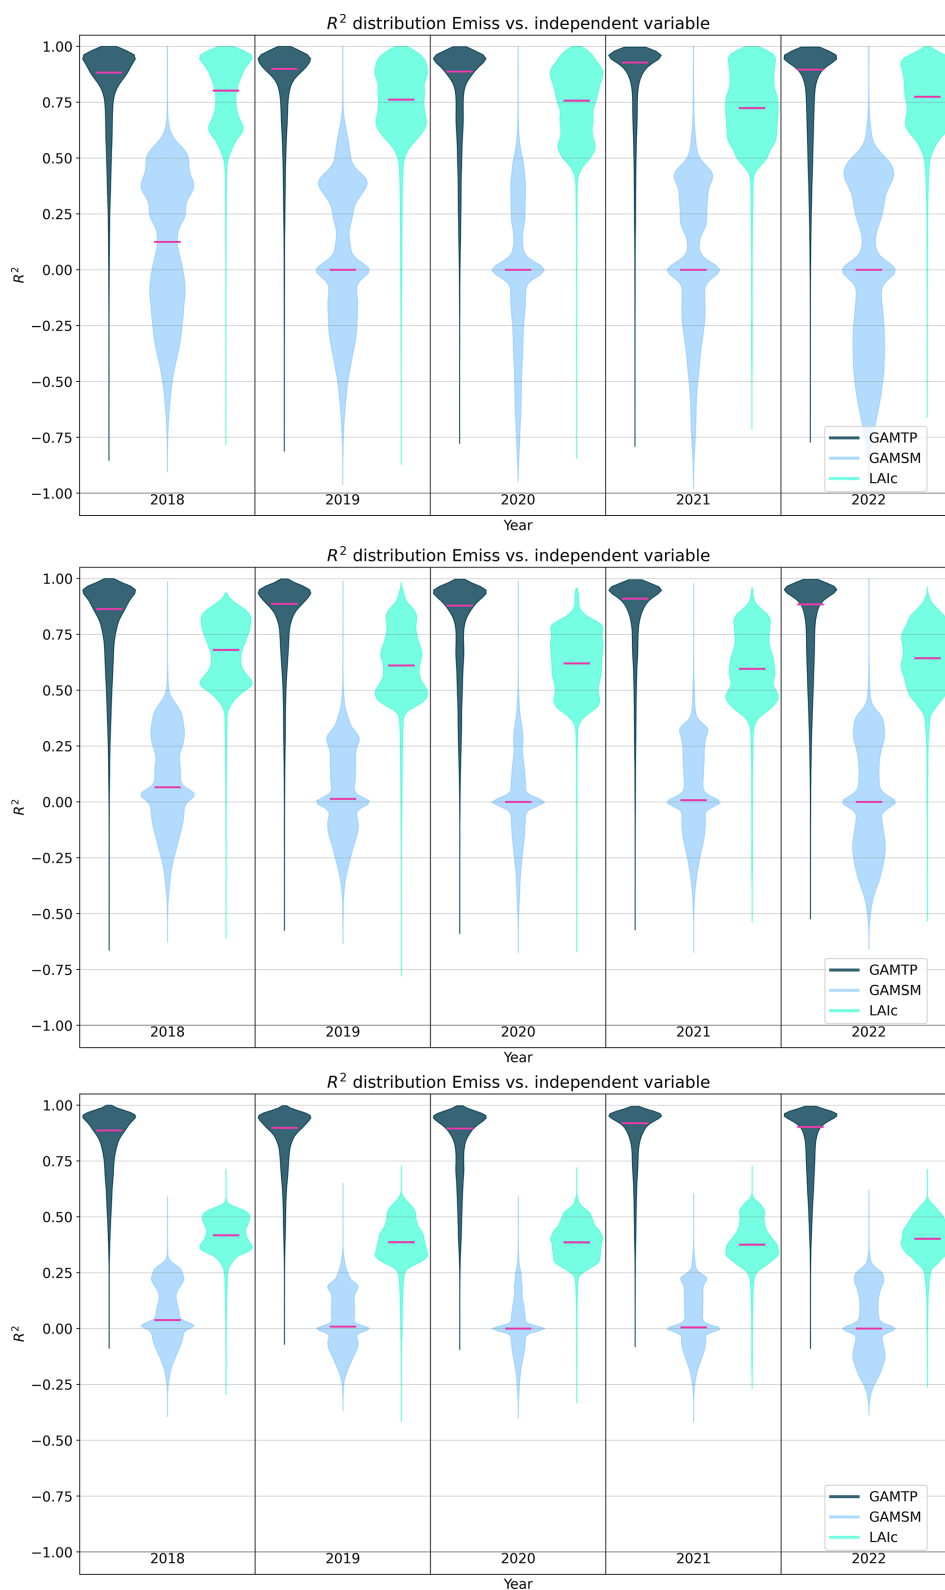 R² distribution Emiss vs. independent variable
1.00
0.75
0.50
0.25
0.00
−0.25
−0.50
−0.75
−1.00
R²
2018 2019 2020 2021 2022
Year
GAMTP
GAMSM
LAIc
R² distribution Emiss vs. independent variable
1.00
0.75
0.50
0.25
0.00
−0.25
−0.50
−0.75
−1.00
R²
2018 2019 2020 2021 2022
Year
GAMTP
GAMSM
LAIc
R² distribution Emiss vs. independent variable
1.00
0.75
0.50
0.25
0.00
−0.25
−0.50
−0.75
−1.00
R²
2018 2019 2020 2021 2022
Year
GAMTP
GAMSM
LAIc